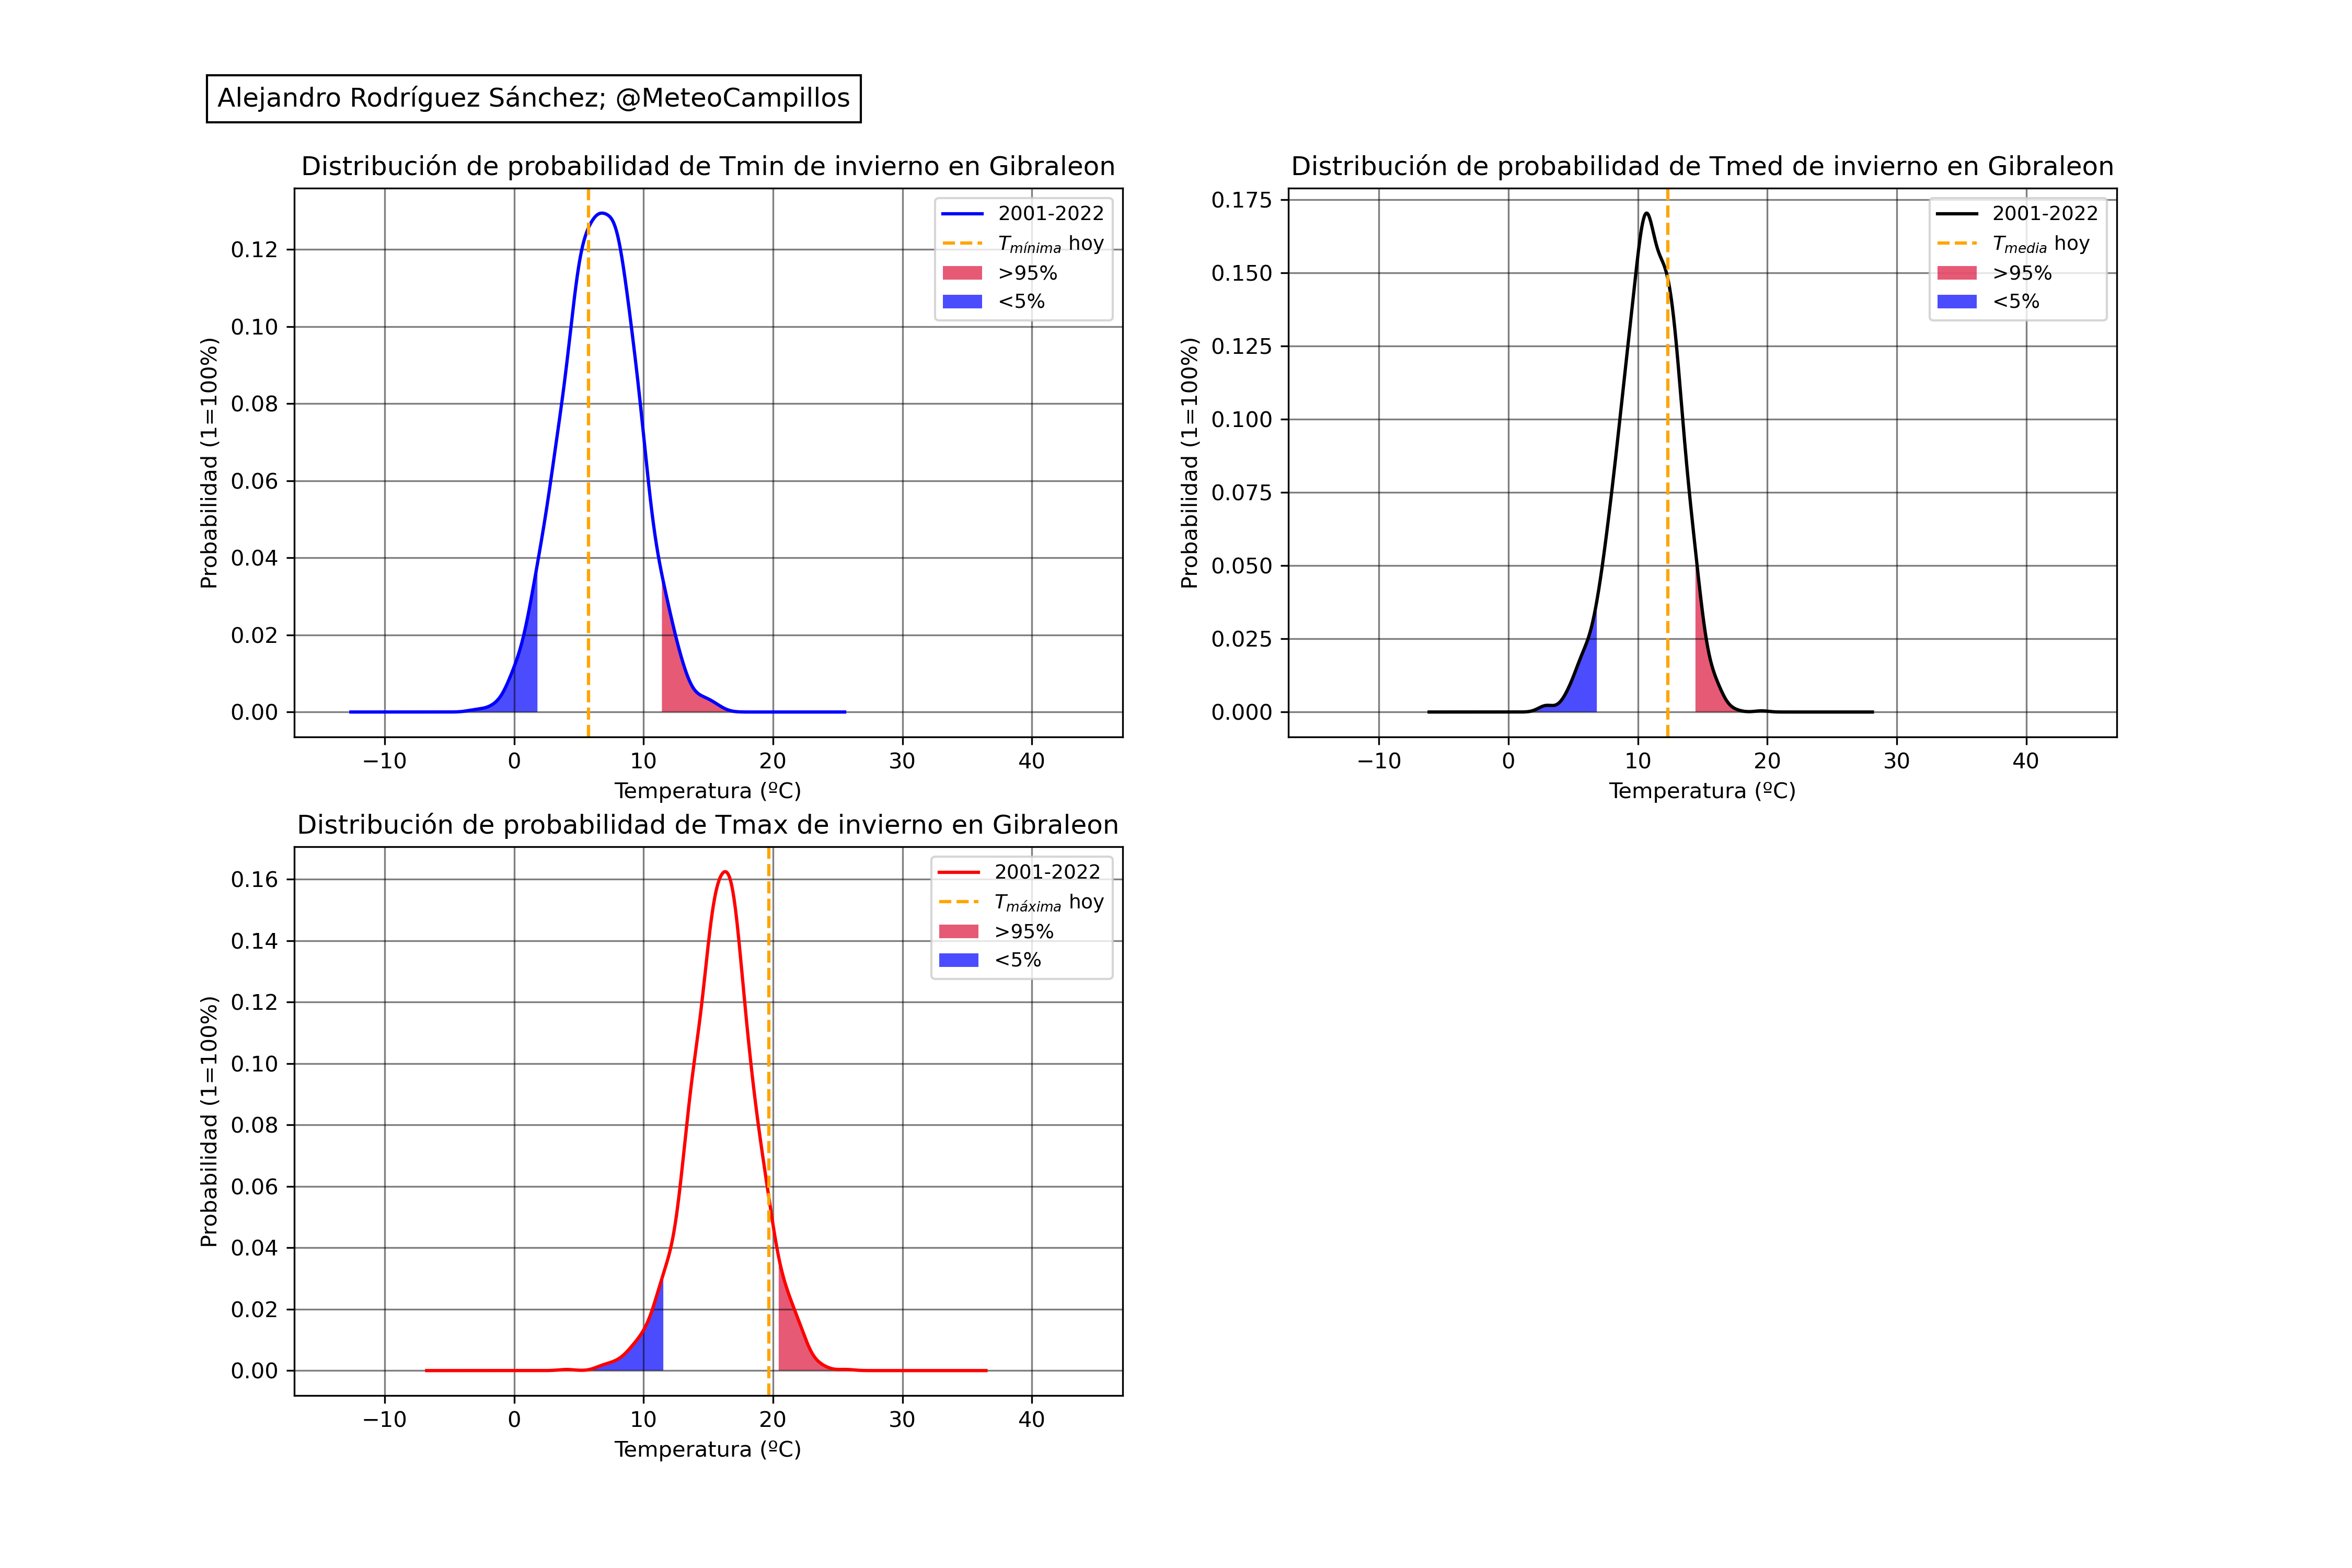 Alejandro Rodríguez Sánchez; @MeteoCampillos
Distribución de probabilidad de Tmin de invierno en Gibraleon
Probabilidad (1=100%)
0.12
0.10
0.08
0.06
0.04
0.02
0.00
−10 0 10 20 30 40
Temperatura (ºC)
2001-2022
Tmínima hoy
>95%
<5%
Distribución de probabilidad de Tmed de invierno en Gibraleon
Probabilidad (1=100%)
0.175
0.150
0.125
0.100
0.075
0.050
0.025
0.000
−10 0 10 20 30 40
Temperatura (ºC)
2001-2022
Tmedia hoy
>95%
<5%
Distribución de probabilidad de Tmax de invierno en Gibraleon
Probabilidad (1=100%)
0.16
0.14
0.12
0.10
0.08
0.06
0.04
0.02
0.00
−10 0 10 20 30 40
Temperatura (ºC)
2001-2022
Tmáxima hoy
>95%
<5%